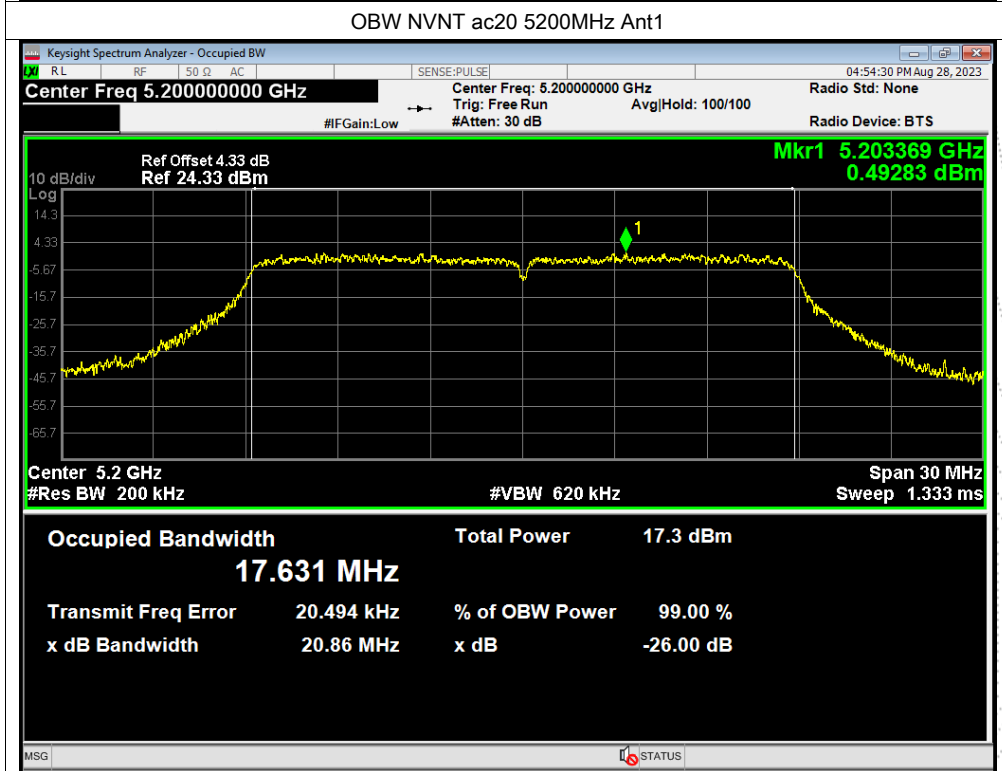 OBW NVNT ac20 5200MHz Ant1
Keysight Spectrum Analyzer - Occupied BW
LXI RL RF 50 Ω AC SENSE:PULSE 04:54:30 PM Aug 28, 2023
Center Freq 5.200000000 GHz Center Freq: 5.200000000 GHz Radio Std: None
Trig: Free Run Avg|Hold: 100/100
#IFGain:Low #Atten: 30 dB Radio Device: BTS
Mkr1 5.203369 GHz
0.49283 dBm
Ref Offset 4.33 dB
10 dB/div Ref 24.33 dBm
Log
14.3
1
4.33
-5.67
-15.7
-25.7
-35.7
-45.7
-55.7
-65.7
Center 5.2 GHz Span 30 MHz
#Res BW 200 kHz #VBW 620 kHz Sweep 1.333 ms
Occupied Bandwidth Total Power 17.3 dBm
17.631 MHz
Transmit Freq Error 20.494 kHz % of OBW Power 99.00 %
x dB Bandwidth 20.86 MHz x dB -26.00 dB
MSG STATUS